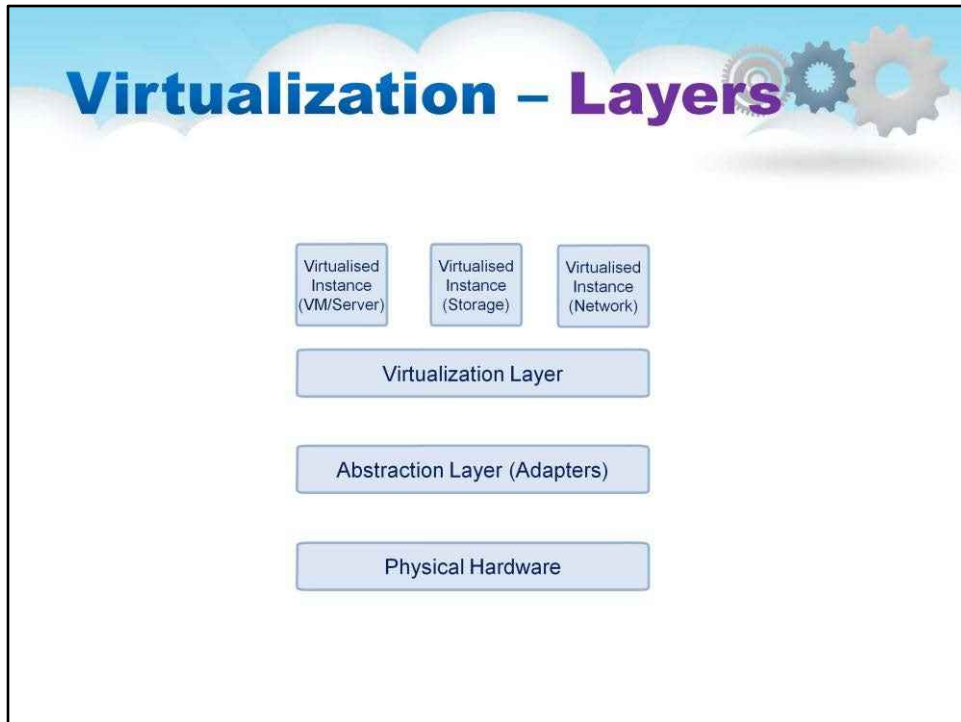 Virtualization – Layers
Virtualised
Instance
(VM/Server)
Virtualised
Instance
(Storage)
Virtualised
Instance
(Network)
Virtualization Layer
Abstraction Layer (Adapters)
Physical Hardware